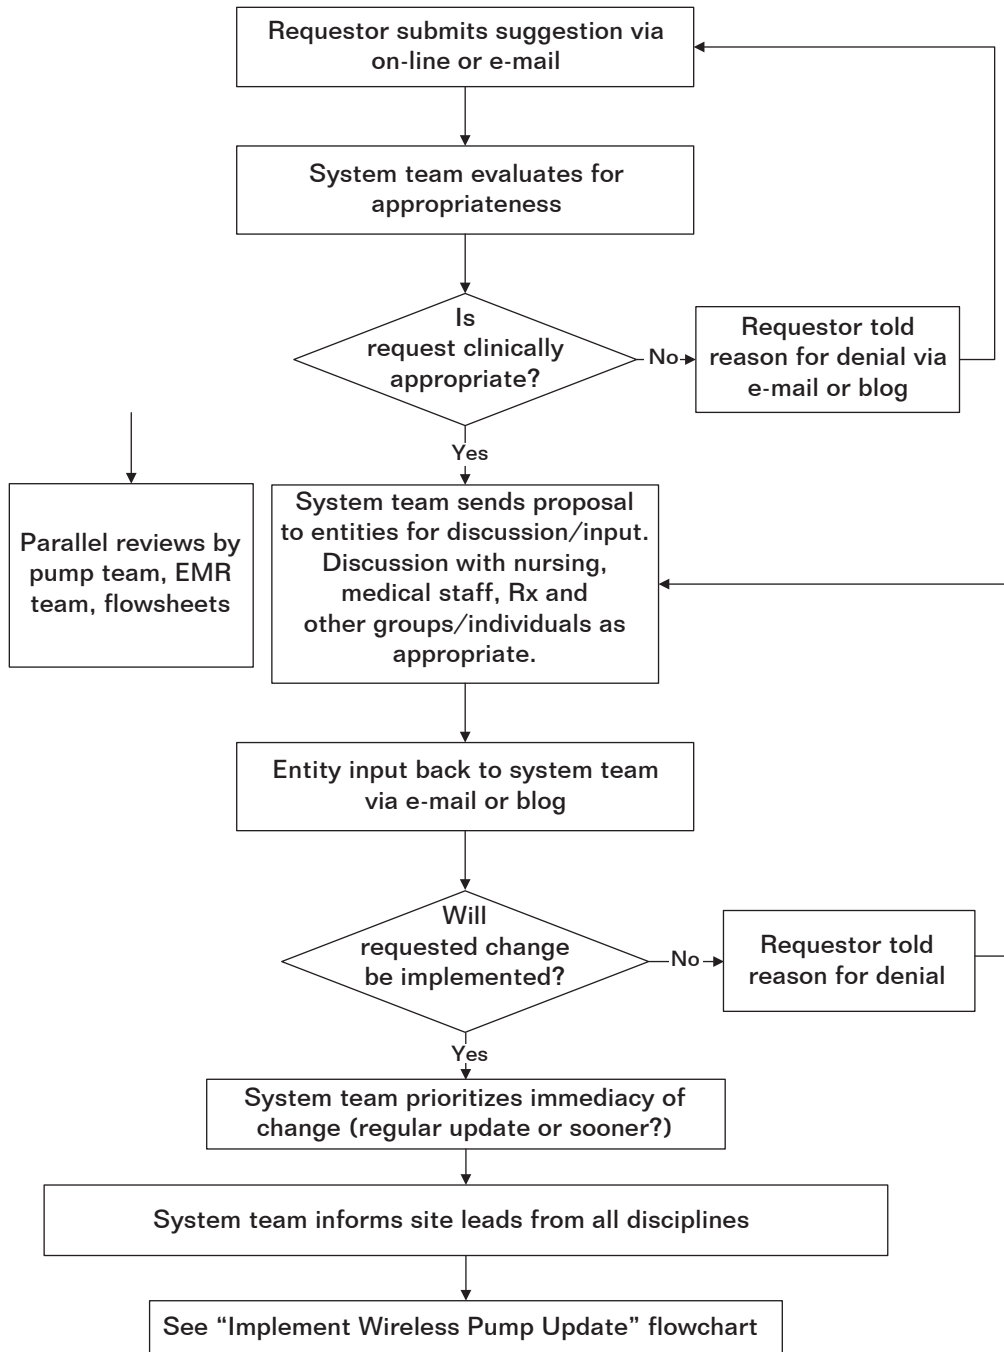 Requestor submits suggestion via
on-line or e-mail
System team evaluates for
appropriateness
Is
request clinically
appropriate?
No
Requestor told
reason for denial via
e-mail or blog
Yes
Parallel reviews by
pump team, EMR
team, flowsheets
System team sends proposal
to entities for discussion/input.
Discussion with nursing,
medical staff, Rx and
other groups/individuals as
appropriate.
Entity input back to system team
via e-mail or blog
Will
requested change
be implemented?
No
Requestor told
reason for denial
Yes
System team prioritizes immediacy of
change (regular update or sooner?)
System team informs site leads from all disciplines
See “Implement Wireless Pump Update” flowchart